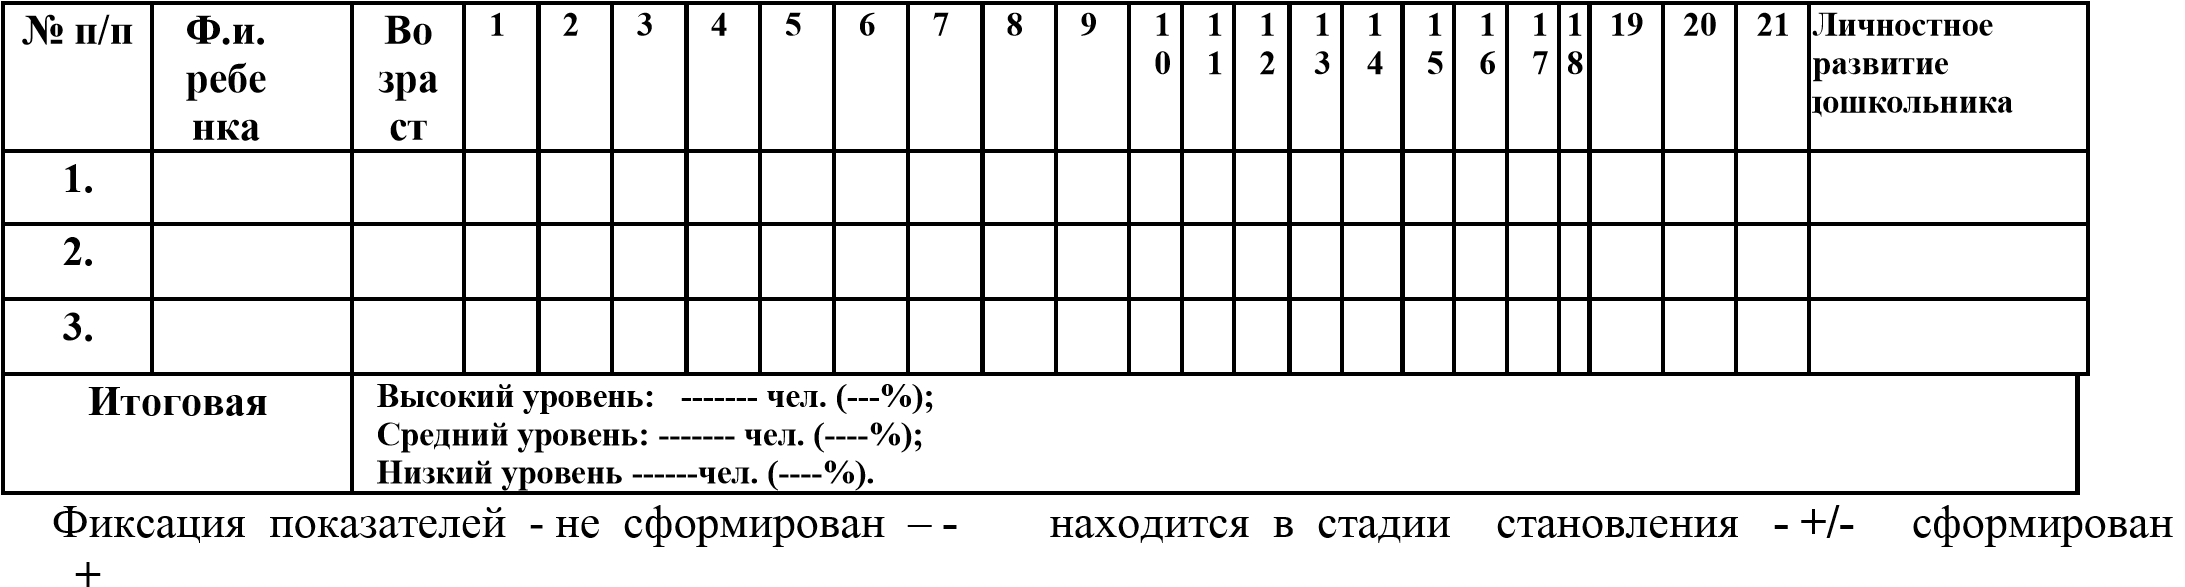 № п/п Ф.и. ребе нка Во зра ст 1 2 3 4 5 6 7 8 9 1 0 1 1 1 2 1 3 1 4 1 5 1 6 1 7 1 8 19 20 21 Личностное развитие дошкольника
1.
2.
3.
Итоговая
Высокий уровень: ------- чел. (---%);
Средний уровень: ------- чел. (----%);
Низкий уровень ------чел. (----%).
Фиксация показателей - не сформирован – - находится в стадии становления - +/- сформирован
+